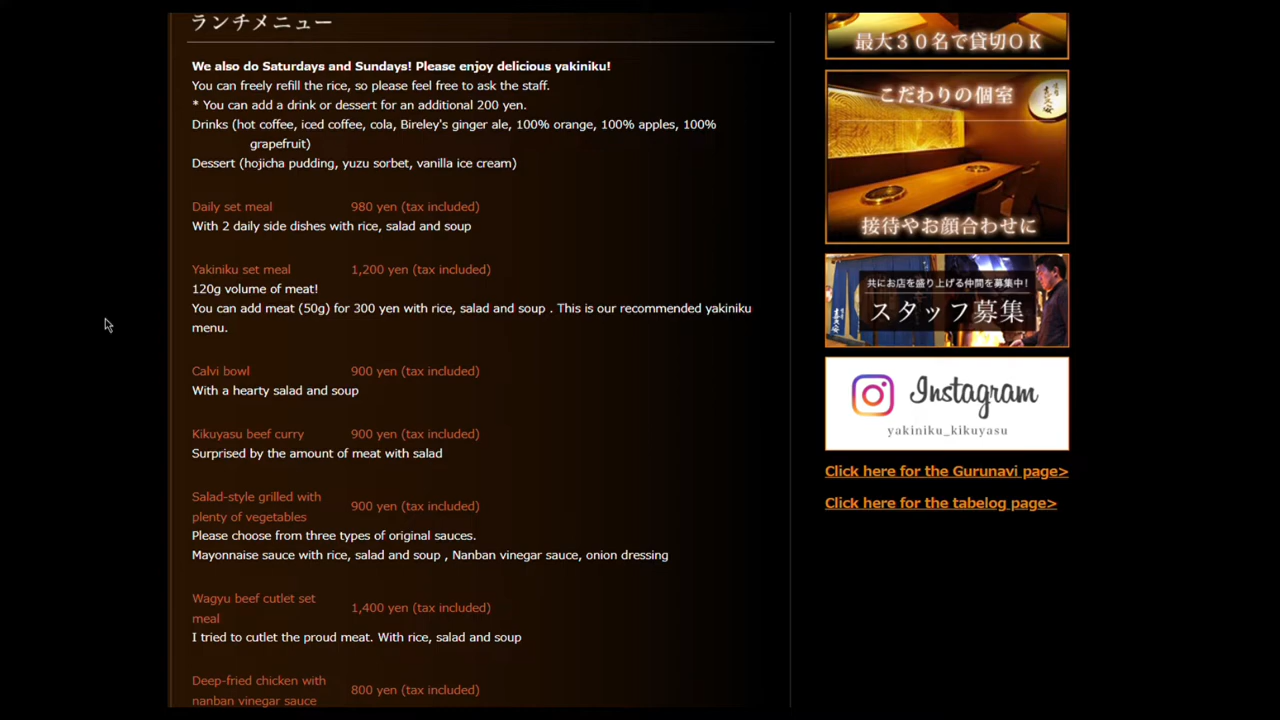 ランチメニュー
We also do Saturdays and Sundays! Please enjoy delicious yakiniku!
You can freely refill the rice, so please feel free to ask the staff.
* You can add a drink or dessert for an additional 200 yen.
Drinks (hot coffee, iced coffee, cola, Bireley's ginger ale, 100% orange, 100% apples, 100%
grapefruit)
Dessert (hojicha pudding, yuzu sorbet, vanilla ice cream)
Daily set meal 980 yen (tax included)
With 2 daily side dishes with rice, salad and soup
Yakiniku set meal 1,200 yen (tax included)
120g volume of meat!
You can add meat (50g) for 300 yen with rice, salad and soup . This is our recommended yakiniku
menu.
Calvi bowl 900 yen (tax included)
With a hearty salad and soup
Kikuyasu beef curry 900 yen (tax included)
Surprised by the amount of meat with salad
Salad-style grilled with
plenty of vegetables 900 yen (tax included)
Please choose from three types of original sauces.
Mayonnaise sauce with rice, salad and soup , Nanban vinegar sauce, onion dressing
Wagyu beef cutlet set
meal 1,400 yen (tax included)
I tried to cutlet the proud meat. With rice, salad and soup
Deep-fried chicken with
nanban vinegar sauce 800 yen (tax included)
最大３０名で貸切ＯＫ
こだわりの個室
接待やお顔合わせに
共にお店を盛り上げる仲間を募集中!
スタッフ募集
Instagram
yakiniku_kikuyasu
Click here for the Gurunavi page>
Click here for the tabelog page>